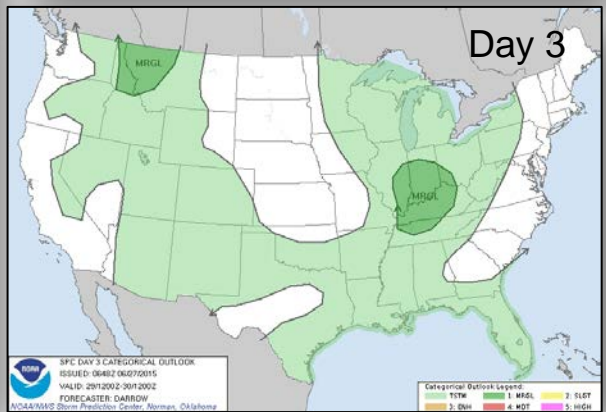 Day 3
MRGL
MRGL
SPC DAY 3 CATEGORICAL OUTLOOK
ISSUED: 0648Z 06/27/2015
VALID: 29/1200Z-30/1200Z
FORECASTER: DARROW
NOAA/NWS Storm Prediction Center, Norman, Oklahoma
noaa
Categorical Outlook Legend:
TSTM 1: MRGL 2: SLGT
3: ENH 4: MDT 5: HIGH